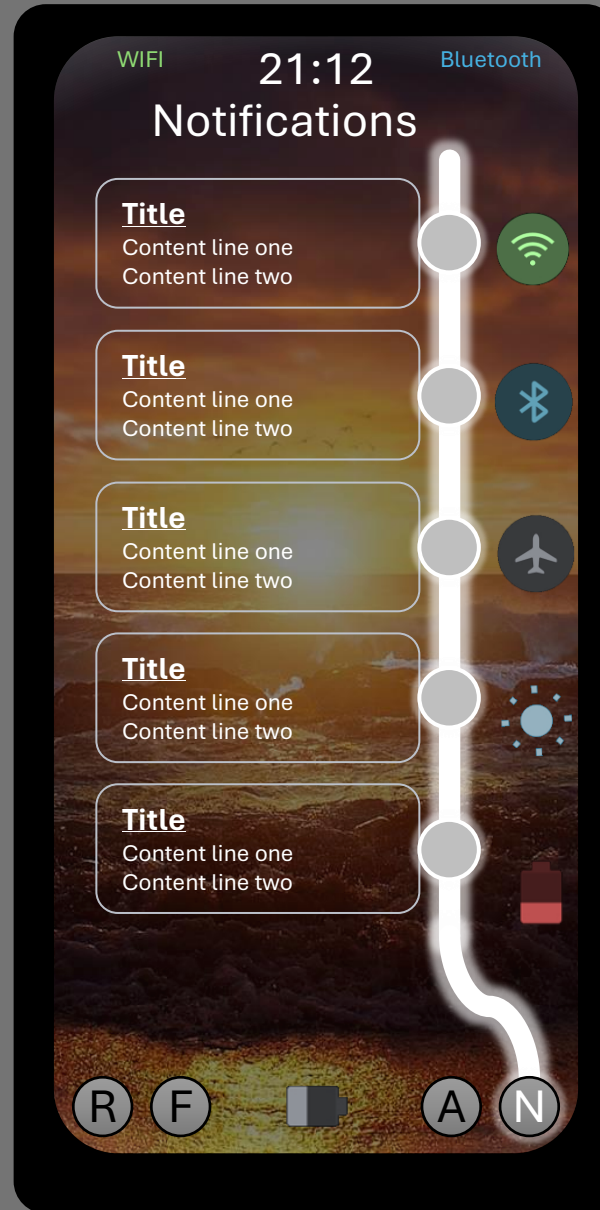 WIFI
21:12
Bluetooth
Notifications
Title
Content line one
Content line two
Title
Content line one
Content line two
Title
Content line one
Content line two
Title
Content line one
Content line two
Title
Content line one
Content line two
R F A N